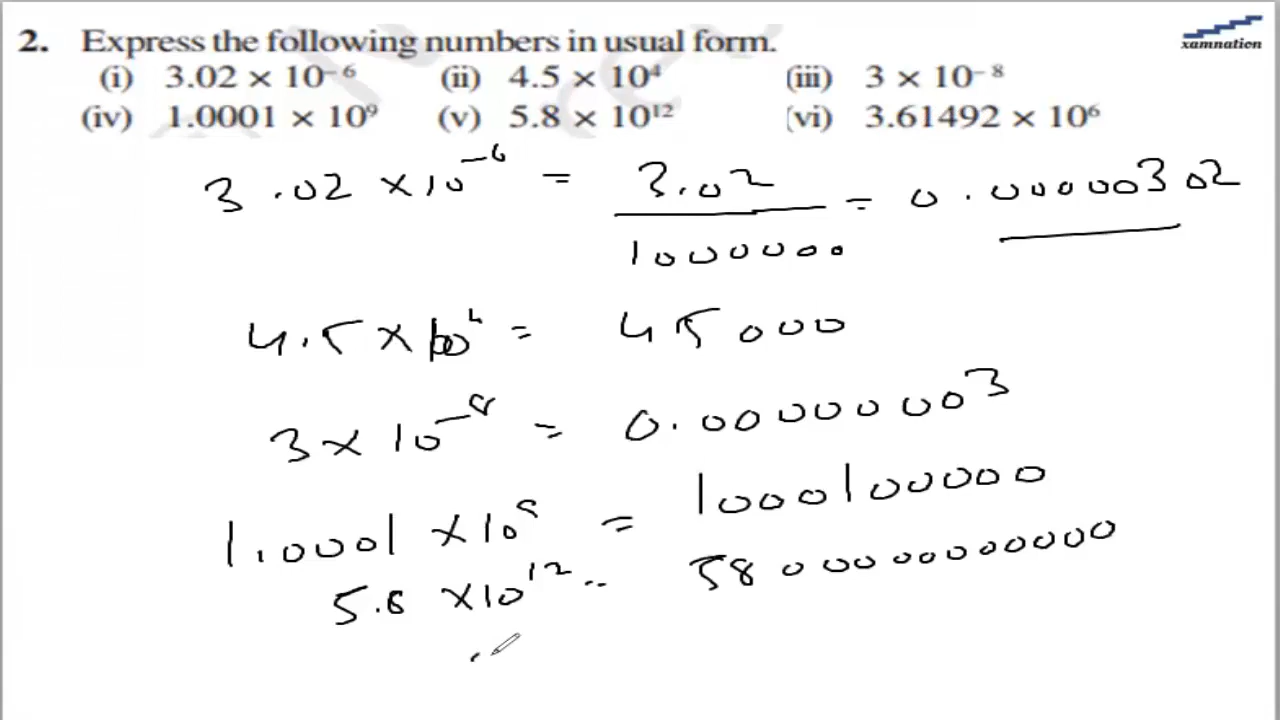 xamnation
2. Express the following numbers in usual form.
(i) 3.02 × 10⁻⁶ (ii) 4.5 × 10⁴ (iii) 3 × 10⁻⁸
(iv) 1.0001 × 10⁹ (v) 5.8 × 10¹² (vi) 3.61492 × 10⁶
3.02 × 10⁻⁶ = 3.02 / 1000000 = 0.00000302
4.5 × 10⁴ = 45000
3 × 10⁻⁸ = 0.00000003
1.0001 × 10⁹ = 1000100000
5.8 × 10¹² = 5800000000000